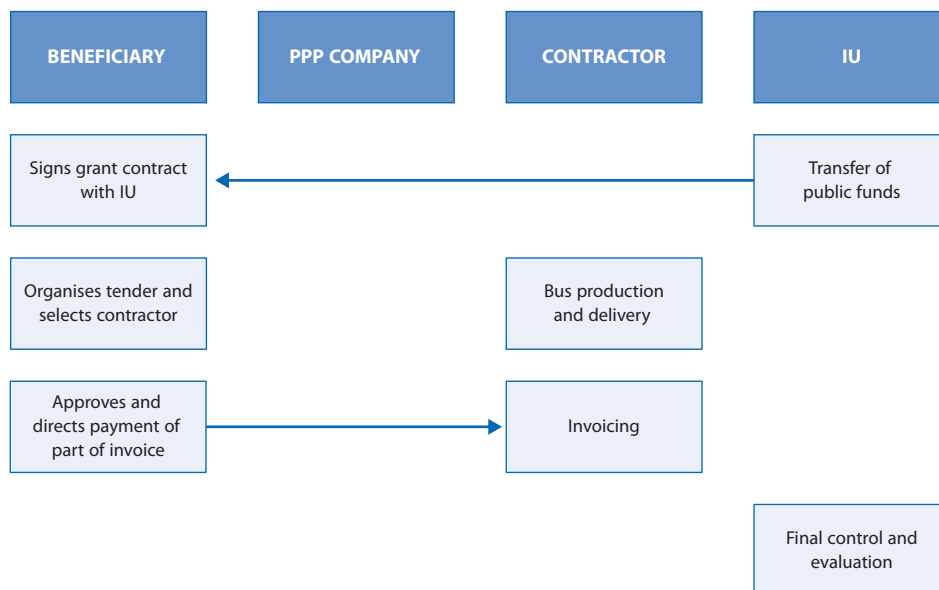 BENEFICIARY
PPP COMPANY
CONTRACTOR
IU
Signs grant contract
with IU
Transfer of
public funds
Organises tender and
selects contractor
Bus production
and delivery
Approves and
directs payment of
part of invoice
Invoicing
Final control and
evaluation